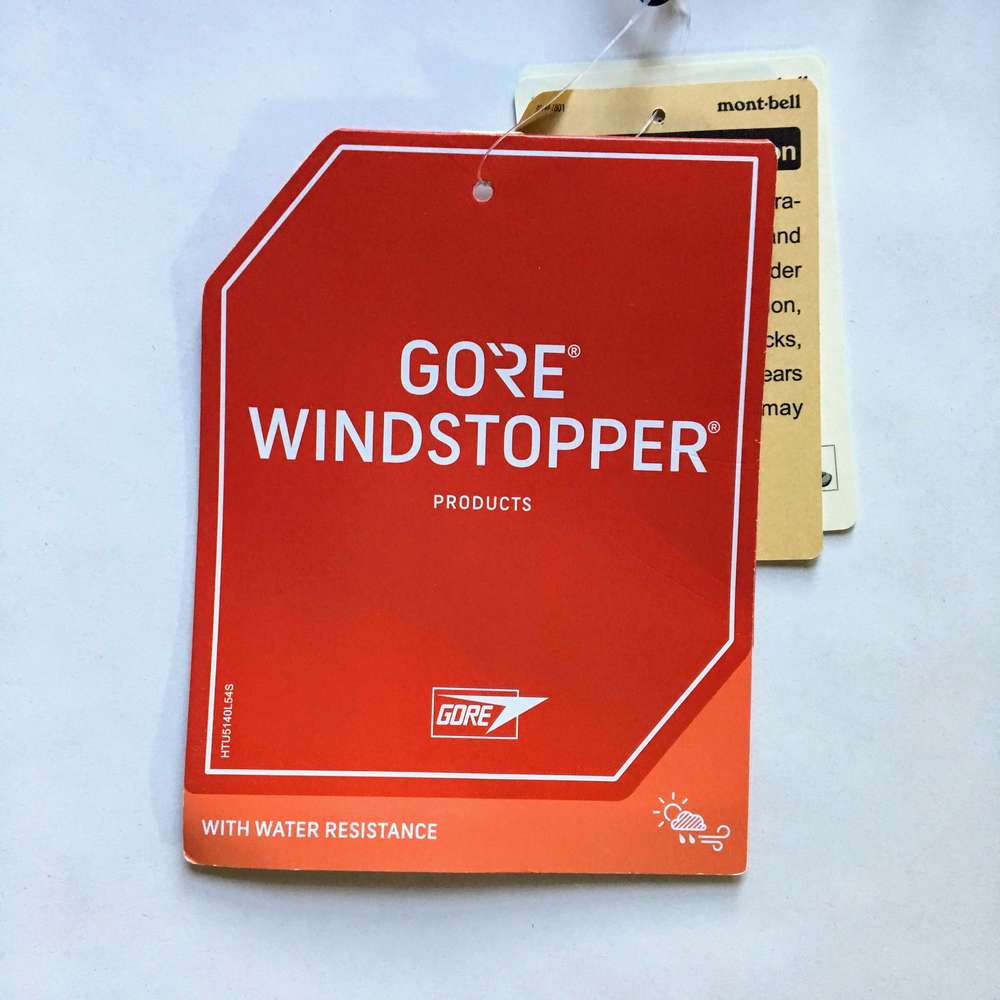 mont·bell
on
ra-
and
der
on,
cks,
ears
may
GORE®
WINDSTOPPER®
PRODUCTS
GORE
HTU5140L54S
WITH WATER RESISTANCE